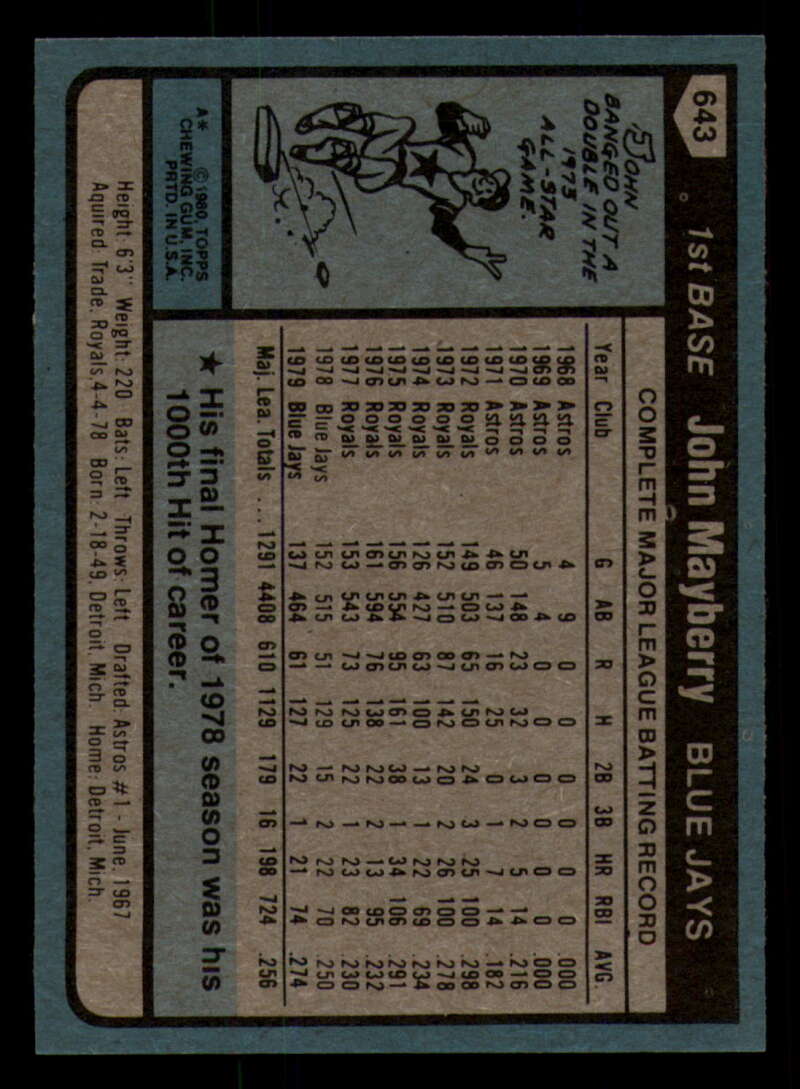 643 1st BASE John Mayberry BLUE JAYS
JOHN
BANGED OUT A
DOUBLE IN THE
1973
ALL-STAR
GAME.
A* ©1980 TOPPS
CHEWING GUM, INC.
PRTD. IN U.S.A.
COMPLETE MAJOR LEAGUE BATTING RECORD
Year Club G AB R H 2B 3B HR RBI AVG.
1968 Astros 4 9 0 0 0 0 0 0 .000
1969 Astros 5 4 0 0 0 0 0 0 .000
1970 Astros 50 148 23 32 3 2 5 14 .216
1971 Astros 46 137 16 25 0 1 7 14 .182
1972 Royals 149 503 65 150 24 3 25 100 .298
1973 Royals 152 510 87 142 20 2 26 100 .278
1974 Royals 126 427 63 100 13 1 22 69 .234
1975 Royals 156 554 95 161 38 1 34 106 .291
1976 Royals 161 594 76 138 22 2 13 95 .232
1977 Royals 153 543 73 125 22 1 23 82 .230
1978 Blue Jays 152 515 51 129 15 2 22 70 .250
1979 Blue Jays 137 464 61 127 22 1 21 74 .274
Maj. Lea. Totals . . . 1291 4408 610 1129 179 16 198 724 .256
★ His final Homer of 1978 season was his
1000th Hit of career.
Height: 6'3" Weight: 220 Bats: Left Throws: Left Drafted: Astros #1 - June, 1967
Aquired: Trade, Royals, 4-4-78 Born: 2-18-49, Detroit, Mich. Home: Detroit, Mich.